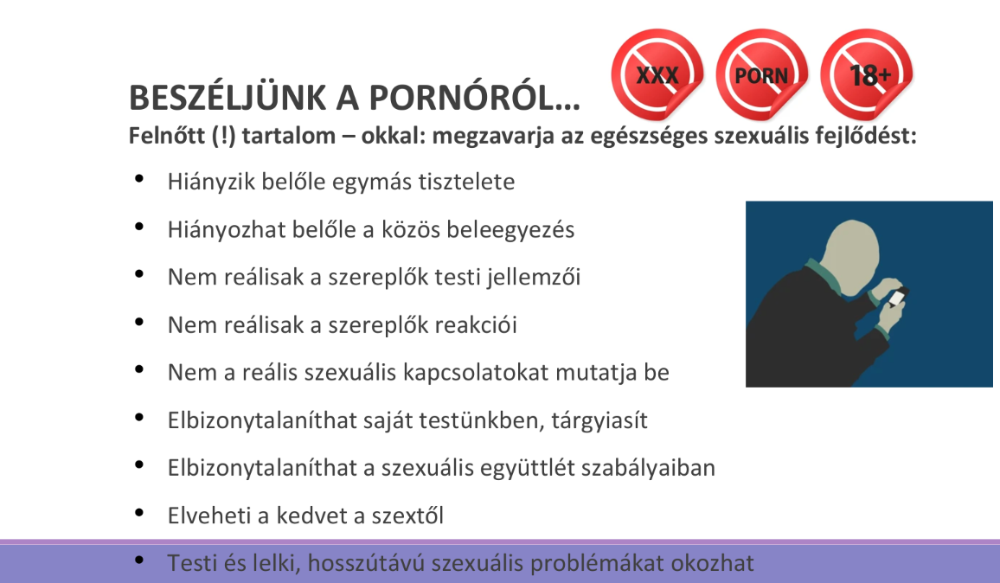 XXX PORN 18+
BESZÉLJÜNK A PORNÓRÓL...
Felnőtt (!) tartalom – okkal: megzavarja az egészséges szexuális fejlődést:
• Hiányzik belőle egymás tisztelete
• Hiányozhat belőle a közös beleegyezés
• Nem reálisak a szereplők testi jellemzői
• Nem reálisak a szereplők reakciói
• Nem a reális szexuális kapcsolatokat mutatja be
• Elbizonytalaníthat saját testünkben, tárgyiasít
• Elbizonytalaníthat a szexuális együttlét szabályaiban
• Elveheti a kedvet a szextől
• Testi és lelki, hosszútávú szexuális problémákat okozhat